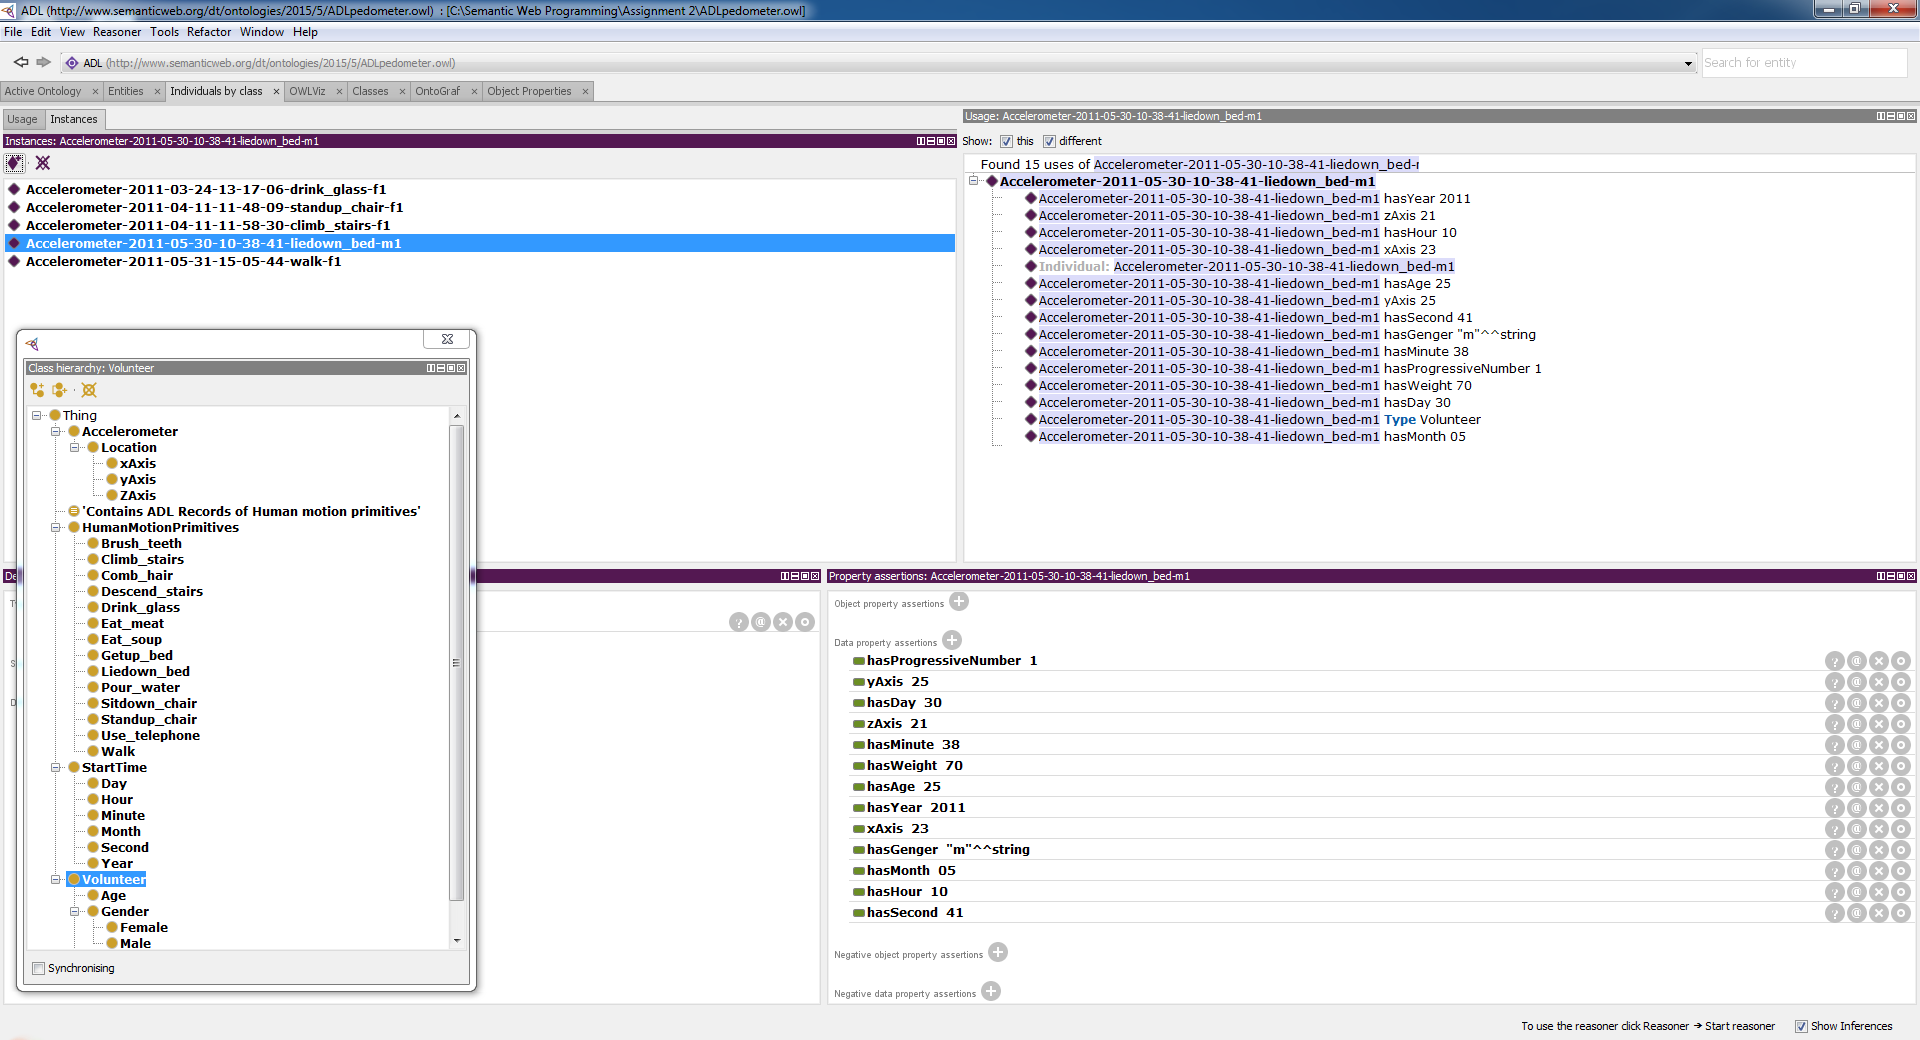 ADL (http://www.semanticweb.org/dt/ontologies/2015/5/ADLpedometer.owl) : [C:\Semantic Web Programming\Assignment 2\ADLpedometer.owl]
File Edit View Reasoner Tools Refactor Window Help
ADL (http://www.semanticweb.org/dt/ontologies/2015/5/ADLpedometer.owl)
Search for entity
Active Ontology Entities Individuals by class OWLViz Classes OntoGraf Object Properties
Usage Instances
Instances: Accelerometer-2011-05-30-10-38-41-liedown_bed-m1
Accelerometer-2011-03-24-13-17-06-drink_glass-f1
Accelerometer-2011-04-11-11-48-09-standup_chair-f1
Accelerometer-2011-04-11-11-58-30-climb_stairs-f1
Accelerometer-2011-05-30-10-38-41-liedown_bed-m1
Accelerometer-2011-05-31-15-05-44-walk-f1
Usage: Accelerometer-2011-05-30-10-38-41-liedown_bed-m1
Show: this different
Found 15 uses of Accelerometer-2011-05-30-10-38-41-liedown_bed-
Accelerometer-2011-05-30-10-38-41-liedown_bed-m1
Accelerometer-2011-05-30-10-38-41-liedown_bed-m1 hasYear 2011
Accelerometer-2011-05-30-10-38-41-liedown_bed-m1 zAxis 21
Accelerometer-2011-05-30-10-38-41-liedown_bed-m1 hasHour 10
Accelerometer-2011-05-30-10-38-41-liedown_bed-m1 xAxis 23
Individual: Accelerometer-2011-05-30-10-38-41-liedown_bed-m1
Accelerometer-2011-05-30-10-38-41-liedown_bed-m1 hasAge 25
Accelerometer-2011-05-30-10-38-41-liedown_bed-m1 yAxis 25
Accelerometer-2011-05-30-10-38-41-liedown_bed-m1 hasSecond 41
Accelerometer-2011-05-30-10-38-41-liedown_bed-m1 hasGenger "m"^^string
Accelerometer-2011-05-30-10-38-41-liedown_bed-m1 hasMinute 38
Accelerometer-2011-05-30-10-38-41-liedown_bed-m1 hasProgressiveNumber 1
Accelerometer-2011-05-30-10-38-41-liedown_bed-m1 hasWeight 70
Accelerometer-2011-05-30-10-38-41-liedown_bed-m1 hasDay 30
Accelerometer-2011-05-30-10-38-41-liedown_bed-m1 Type Volunteer
Accelerometer-2011-05-30-10-38-41-liedown_bed-m1 hasMonth 05
Class hierarchy: Volunteer
Thing
Accelerometer
Location
xAxis
yAxis
ZAxis
'Contains ADL Records of Human motion primitives'
HumanMotionPrimitives
Brush_teeth
Climb_stairs
Comb_hair
Descend_stairs
Drink_glass
Eat_meat
Eat_soup
Getup_bed
Liedown_bed
Pour_water
Sitdown_chair
Standup_chair
Use_telephone
Walk
StartTime
Day
Hour
Minute
Month
Second
Year
Volunteer
Age
Gender
Female
Male
Synchronising
De
Property assertions: Accelerometer-2011-05-30-10-38-41-liedown_bed-m1
Object property assertions
Data property assertions
hasProgressiveNumber 1
yAxis 25
hasDay 30
zAxis 21
hasMinute 38
hasWeight 70
hasAge 25
hasYear 2011
xAxis 23
hasGenger "m"^^string
hasMonth 05
hasHour 10
hasSecond 41
Negative object property assertions
Negative data property assertions
To use the reasoner click Reasoner → Start reasoner Show Inferences